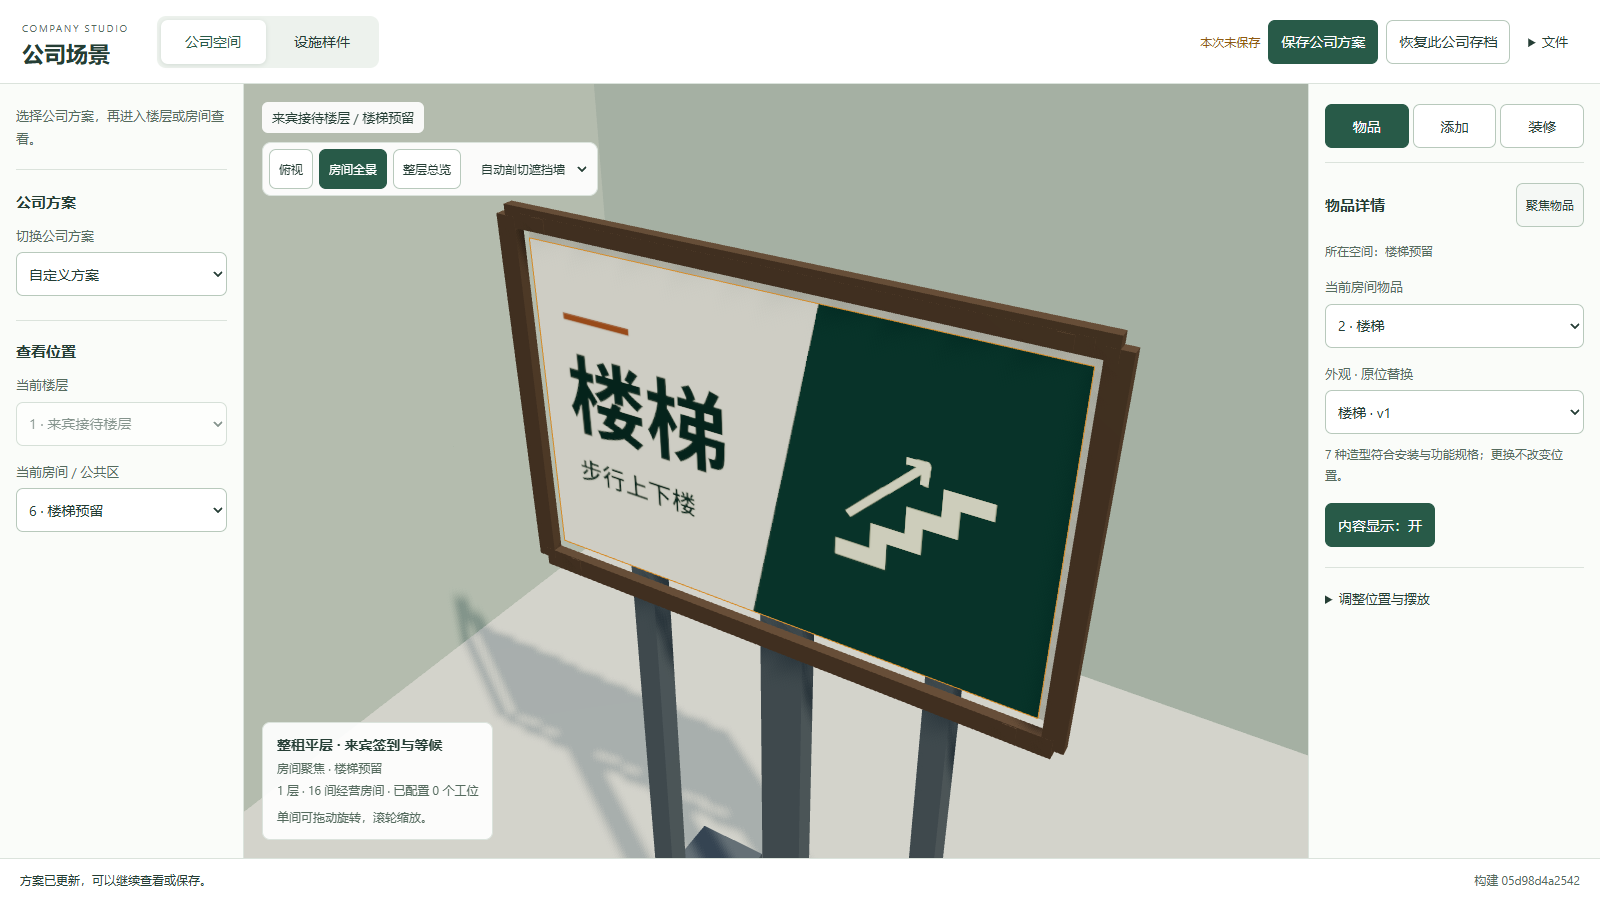 COMPANY STUDIO
公司场景
公司空间
设施样件
本次未保存
保存公司方案
恢复此公司存档
文件
选择公司方案，再进入楼层或房间查
看。
公司方案
切换公司方案
自定义方案
查看位置
当前楼层
1 · 来宾接待楼层
当前房间 / 公共区
6 · 楼梯预留
来宾接待楼层 / 楼梯预留
俯视
房间全景
整层总览
自动剖切遮挡墙
楼梯
步行上下楼
整租平层 · 来宾签到与等候
房间聚焦 · 楼梯预留
1 层 · 16 间经营房间 · 已配置 0 个工位
单间可拖动旋转，滚轮缩放。
物品
添加
装修
物品详情
聚焦物品
所在空间：楼梯预留
当前房间物品
2 · 楼梯
外观 · 原位替换
楼梯 · v1
7 种造型符合安装与功能规格；更换不改变位
置。
内容显示：开
调整位置与摆放
方案已更新，可以继续查看或保存。
构建 05d98d4a2542